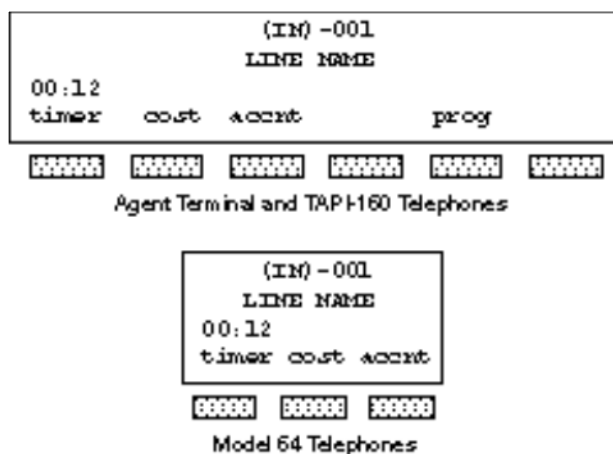 (IN)-001
LINE NAME
00:12
timer cost accnt prog
Agent Terminal and TAPI-160 Telephones
(IN)-001
LINE NAME
00:12
timer cost accnt
Model 64 Telephones